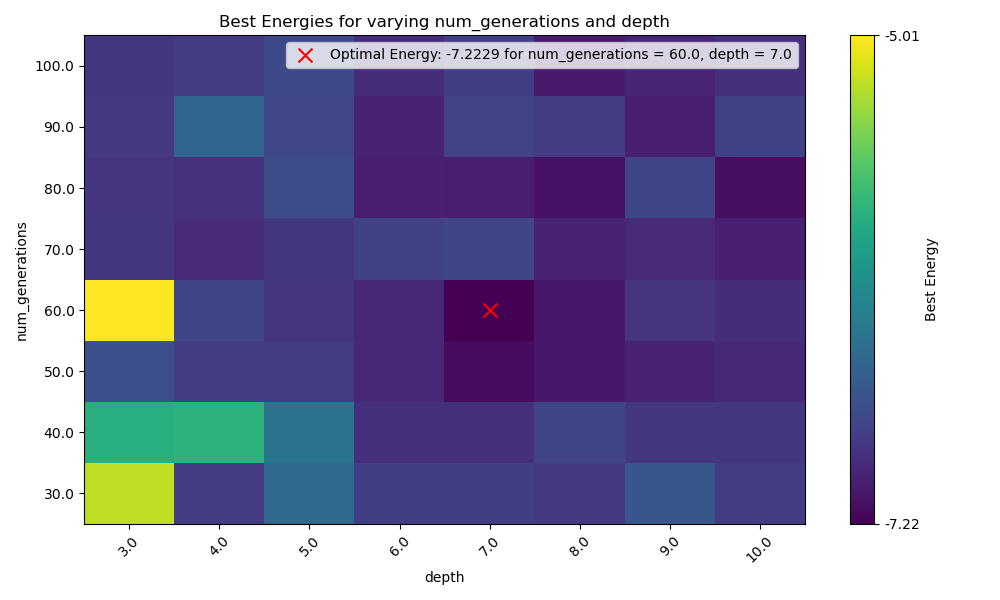 Best Energies for varying num_generations and depth
Optimal Energy: -7.2229 for num_generations = 60.0, depth = 7.0
num_generations
100.0
90.0
80.0
70.0
60.0
50.0
40.0
30.0
3.0 4.0 5.0 6.0 7.0 8.0 9.0 10.0
depth
-5.01
-7.22
Best Energy